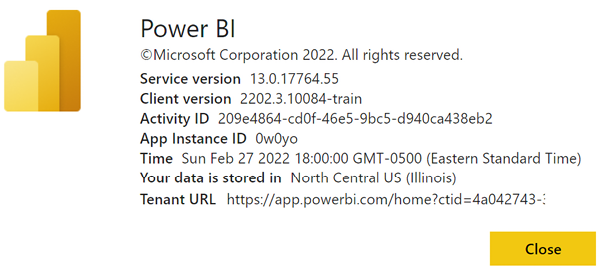 Power BI
©Microsoft Corporation 2022. All rights reserved.
Service version 13.0.17764.55
Client version 2202.3.10084-train
Activity ID 209e4864-cd0f-46e5-9bc5-d940ca438eb2
App Instance ID 0w0yo
Time Sun Feb 27 2022 18:00:00 GMT-0500 (Eastern Standard Time)
Your data is stored in North Central US (Illinois)
Tenant URL https://app.powerbi.com/home?ctid=4a042743-
Close